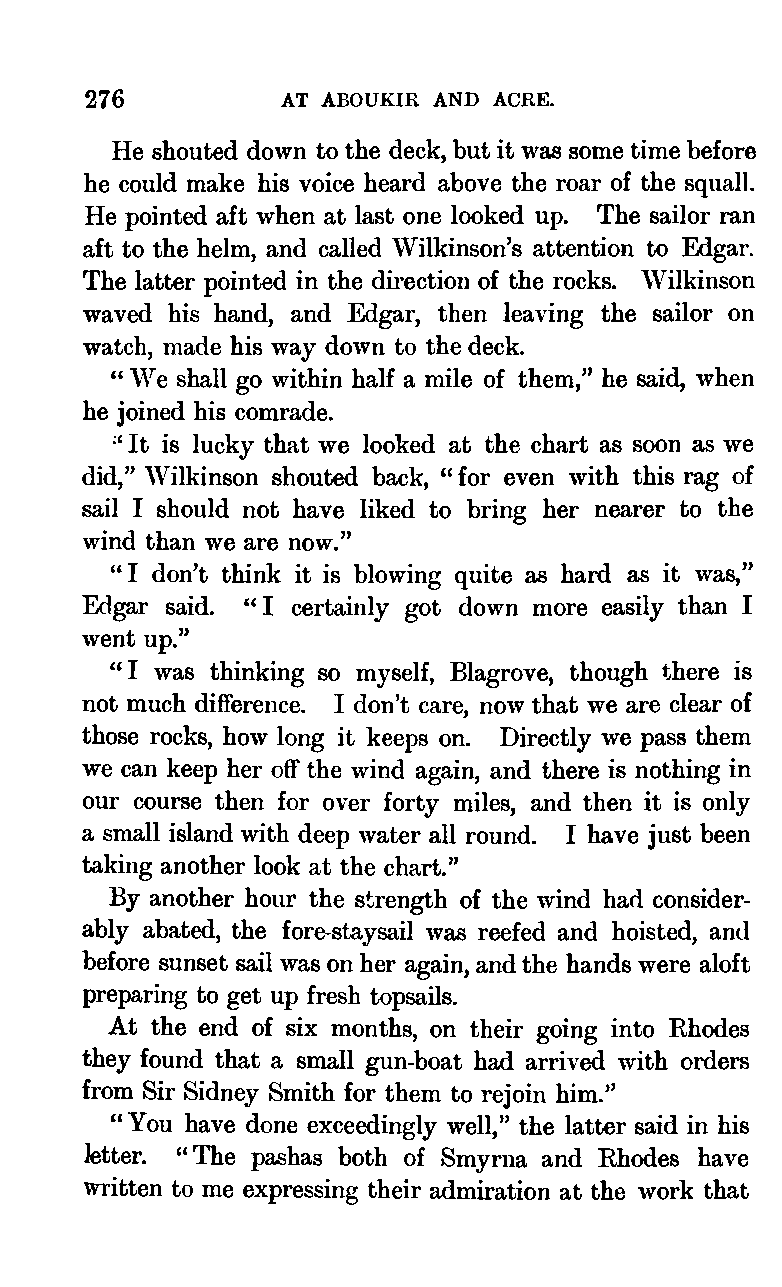 276 AT ABOUKIR AND ACRE.
He shouted down to the deck, but it was some time before
he could make his voice heard above the roar of the squall.
He pointed aft when at last one looked up. The sailor ran
aft to the helm, and called Wilkinson's attention to Edgar.
The latter pointed in the direction of the rocks. Wilkinson
waved his hand, and Edgar, then leaving the sailor on
watch, made his way down to the deck.
“We shall go within half a mile of them,” he said, when
he joined his comrade.
“It is lucky that we looked at the chart as soon as we
did,” Wilkinson shouted back, “for even with this rag of
sail I should not have liked to bring her nearer to the
wind than we are now.”
“I don't think it is blowing quite as hard as it was,”
Edgar said. “I certainly got down more easily than I
went up.”
“I was thinking so myself, Blagrove, though there is
not much difference. I don't care, now that we are clear of
those rocks, how long it keeps on. Directly we pass them
we can keep her off the wind again, and there is nothing in
our course then for over forty miles, and then it is only
a small island with deep water all round. I have just been
taking another look at the chart.”
By another hour the strength of the wind had consider-
ably abated, the fore-staysail was reefed and hoisted, and
before sunset sail was on her again, and the hands were aloft
preparing to get up fresh topsails.
At the end of six months, on their going into Rhodes
they found that a small gun-boat had arrived with orders
from Sir Sidney Smith for them to rejoin him.”
“You have done exceedingly well,” the latter said in his
letter. “The pashas both of Smyrna and Rhodes have
written to me expressing their admiration at the work that